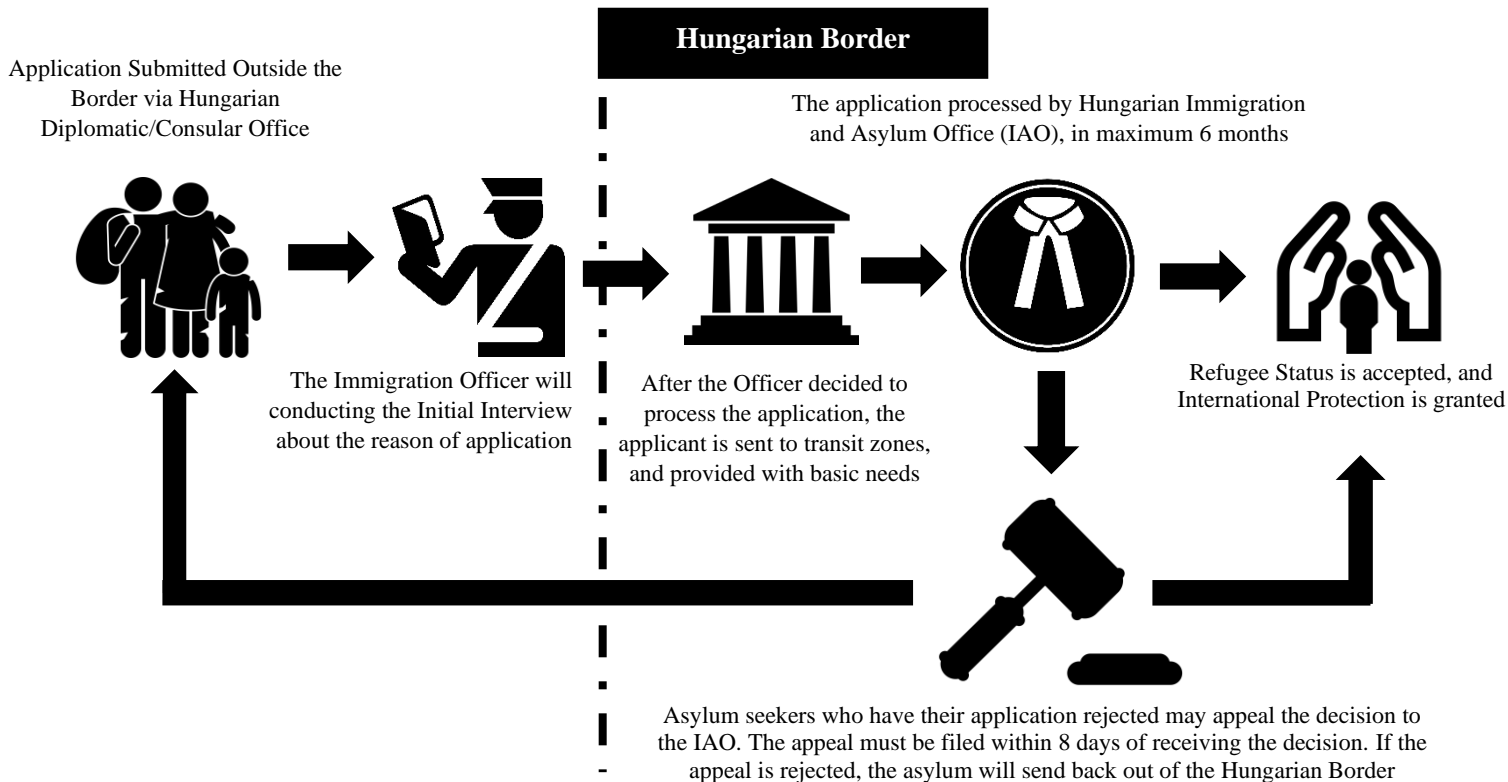 Hungarian Border
Application Submitted Outside the
Border via Hungarian
Diplomatic/Consular Office
The application processed by Hungarian Immigration
and Asylum Office (IAO), in maximum 6 months
The Immigration Officer will
conducting the Initial Interview
about the reason of application
After the Officer decided to
process the application, the
applicant is sent to transit zones,
and provided with basic needs
Refugee Status is accepted, and
International Protection is granted
Asylum seekers who have their application rejected may appeal the decision to
the IAO. The appeal must be filed within 8 days of receiving the decision. If the
appeal is rejected, the asylum will send back out of the Hungarian Border